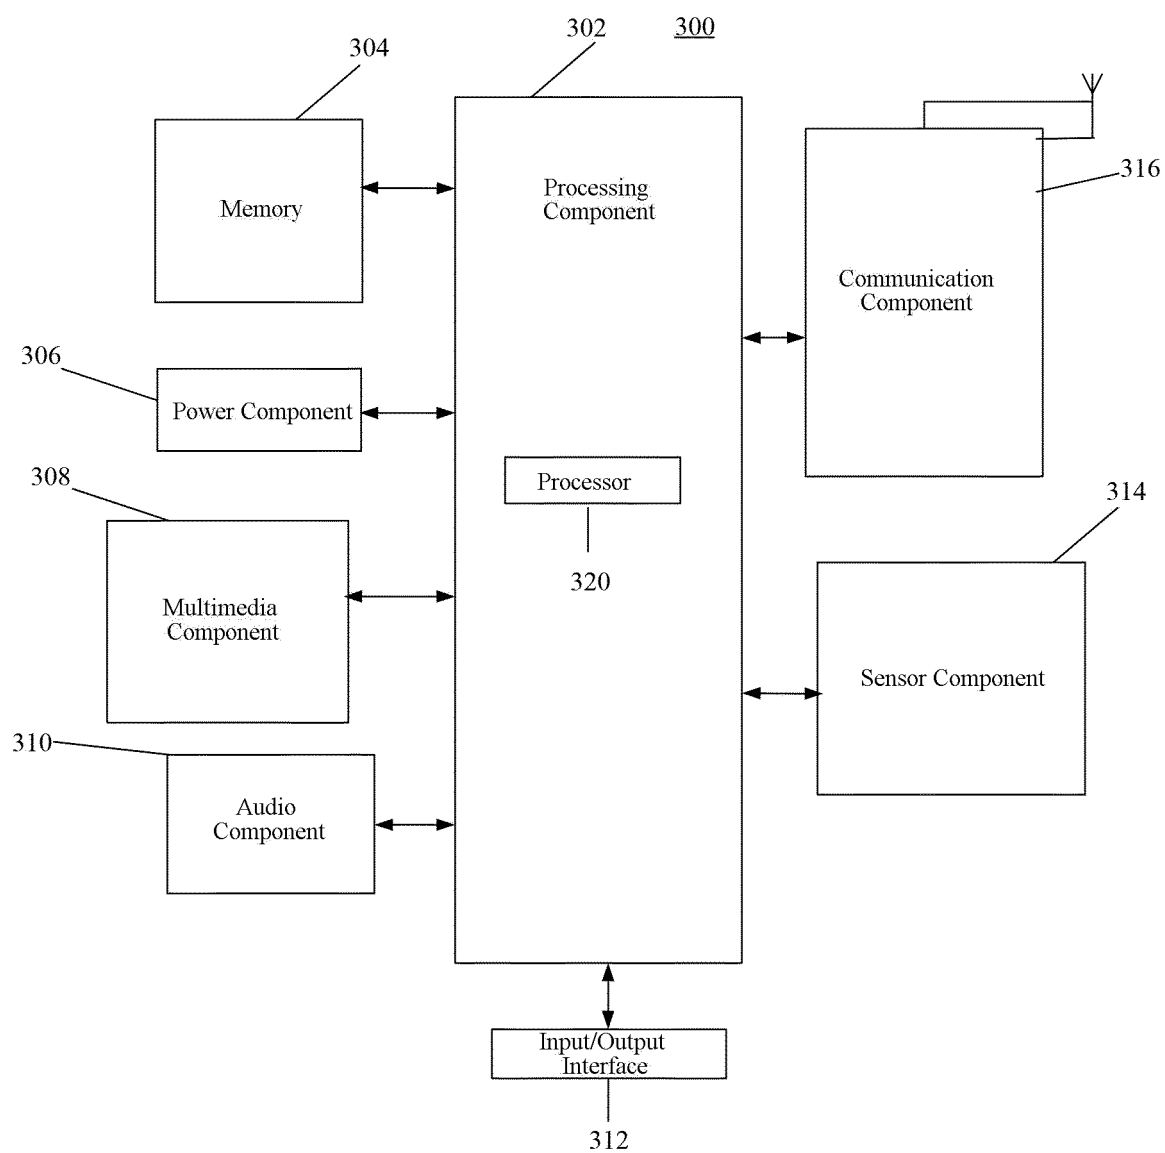 302
300
304
Memory
Processing
Component
316
Communication
Component
306
Power Component
308
Processor
320
314
Multimedia
Component
Sensor Component
310
Audio
Component
Input/Output
Interface
312